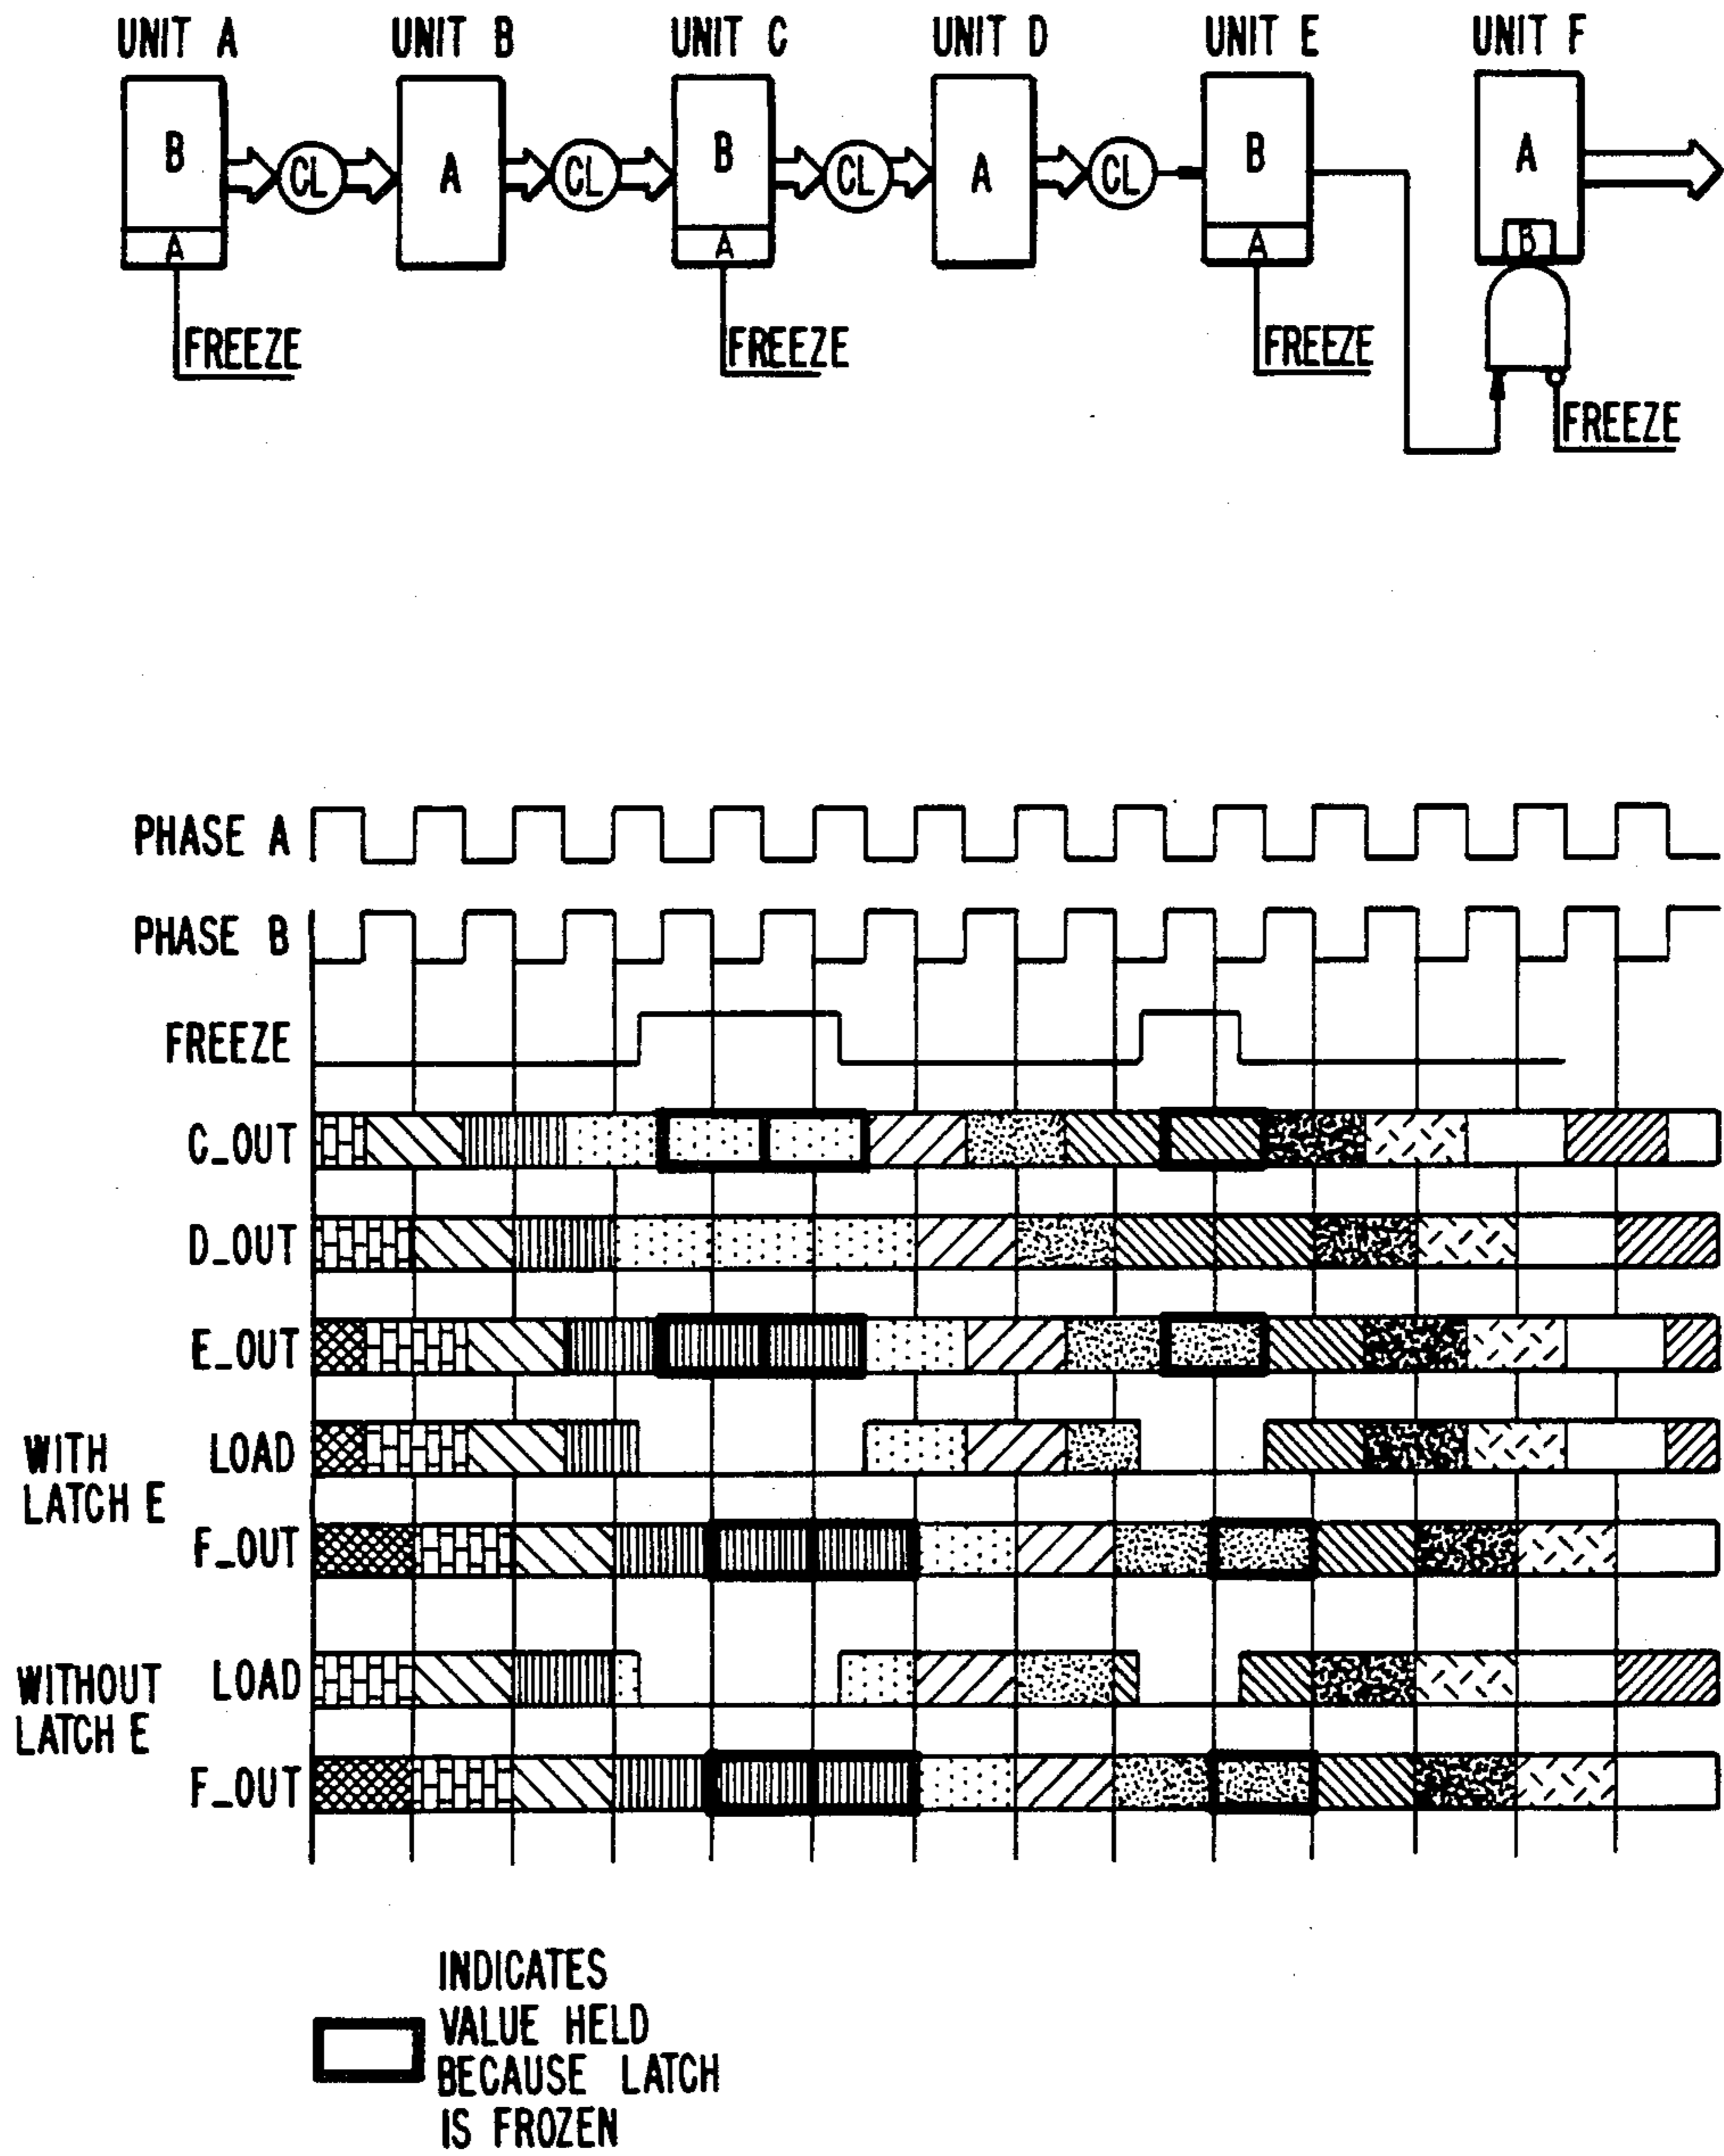 UNIT A UNIT B UNIT C UNIT D UNIT E UNIT F
B CL A CL B CL A CL B A
A A A B
FREEZE FREEZE FREEZE FREEZE
PHASE A
PHASE B
FREEZE
C_OUT
D_OUT
E_OUT
WITH LATCH E
LOAD
F_OUT
WITHOUT LATCH E
LOAD
F_OUT
INDICATES
VALUE HELD
BECAUSE LATCH
IS FROZEN